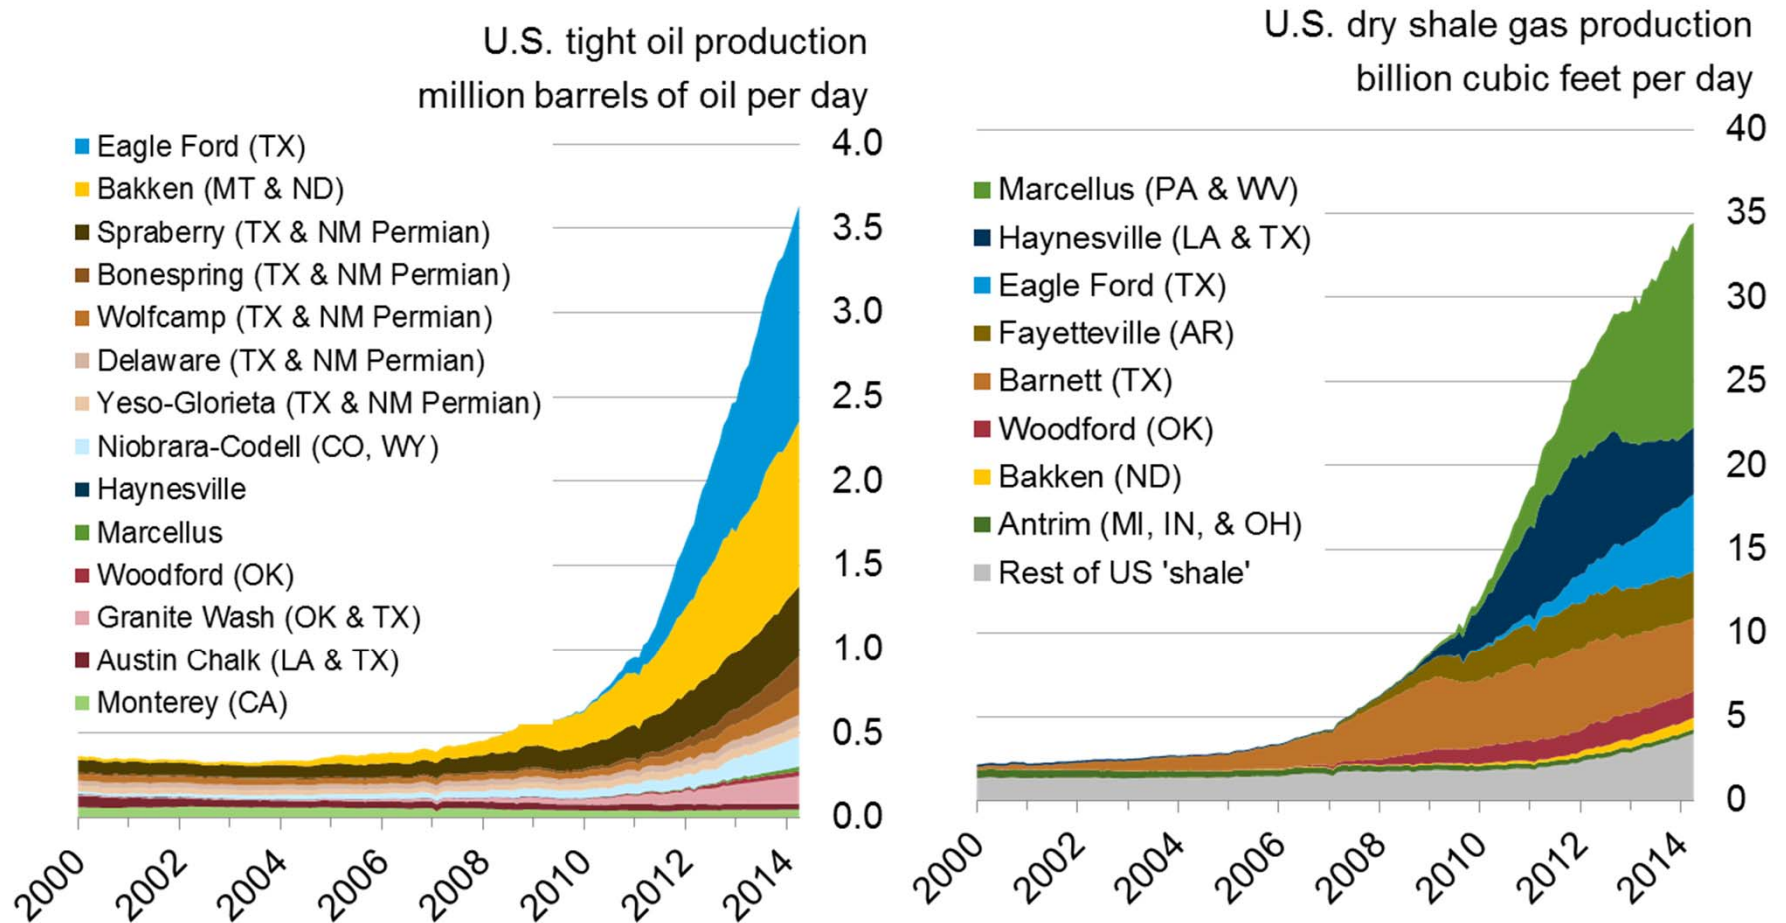 U.S. tight oil production
million barrels of oil per day
Eagle Ford (TX)
Bakken (MT & ND)
Spraberry (TX & NM Permian)
Bonespring (TX & NM Permian)
Wolfcamp (TX & NM Permian)
Delaware (TX & NM Permian)
Yeso-Glorieta (TX & NM Permian)
Niobrara-Codell (CO, WY)
Haynesville
Marcellus
Woodford (OK)
Granite Wash (OK & TX)
Austin Chalk (LA & TX)
Monterey (CA)
4.0
3.5
3.0
2.5
2.0
1.5
1.0
0.5
0.0
2000
2002
2004
2006
2008
2010
2012
2014
U.S. dry shale gas production
billion cubic feet per day
Marcellus (PA & WV)
Haynesville (LA & TX)
Eagle Ford (TX)
Fayetteville (AR)
Barnett (TX)
Woodford (OK)
Bakken (ND)
Antrim (MI, IN, & OH)
Rest of US 'shale'
40
35
30
25
20
15
10
5
0
2000
2002
2004
2006
2008
2010
2012
2014